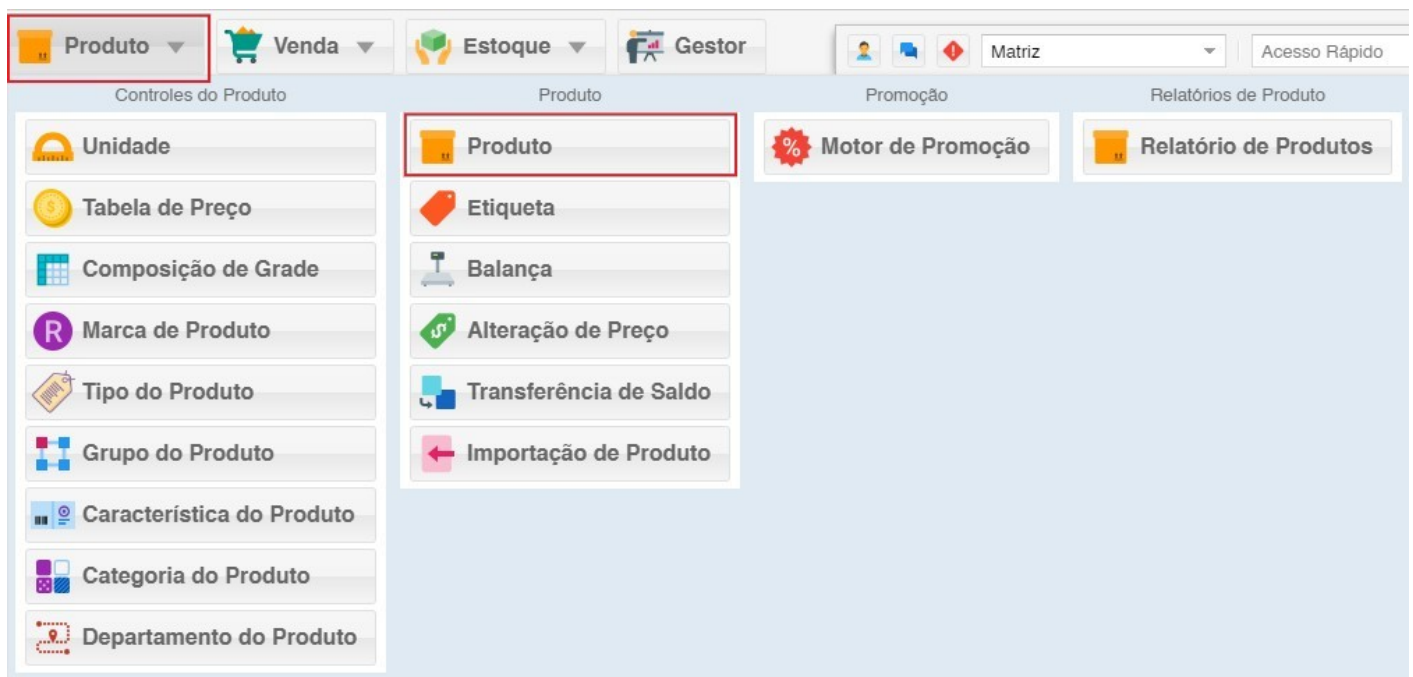 Produto
Venda
Estoque
Gestor
Matriz
Acesso Rápido
Controles do Produto
Unidade
Tabela de Preço
Composição de Grade
Marca de Produto
Tipo do Produto
Grupo do Produto
Característica do Produto
Categoria do Produto
Departamento do Produto
Produto
Produto
Etiqueta
Balança
Alteração de Preço
Transferência de Saldo
Importação de Produto
Promoção
Motor de Promoção
Relatórios de Produto
Relatório de Produtos